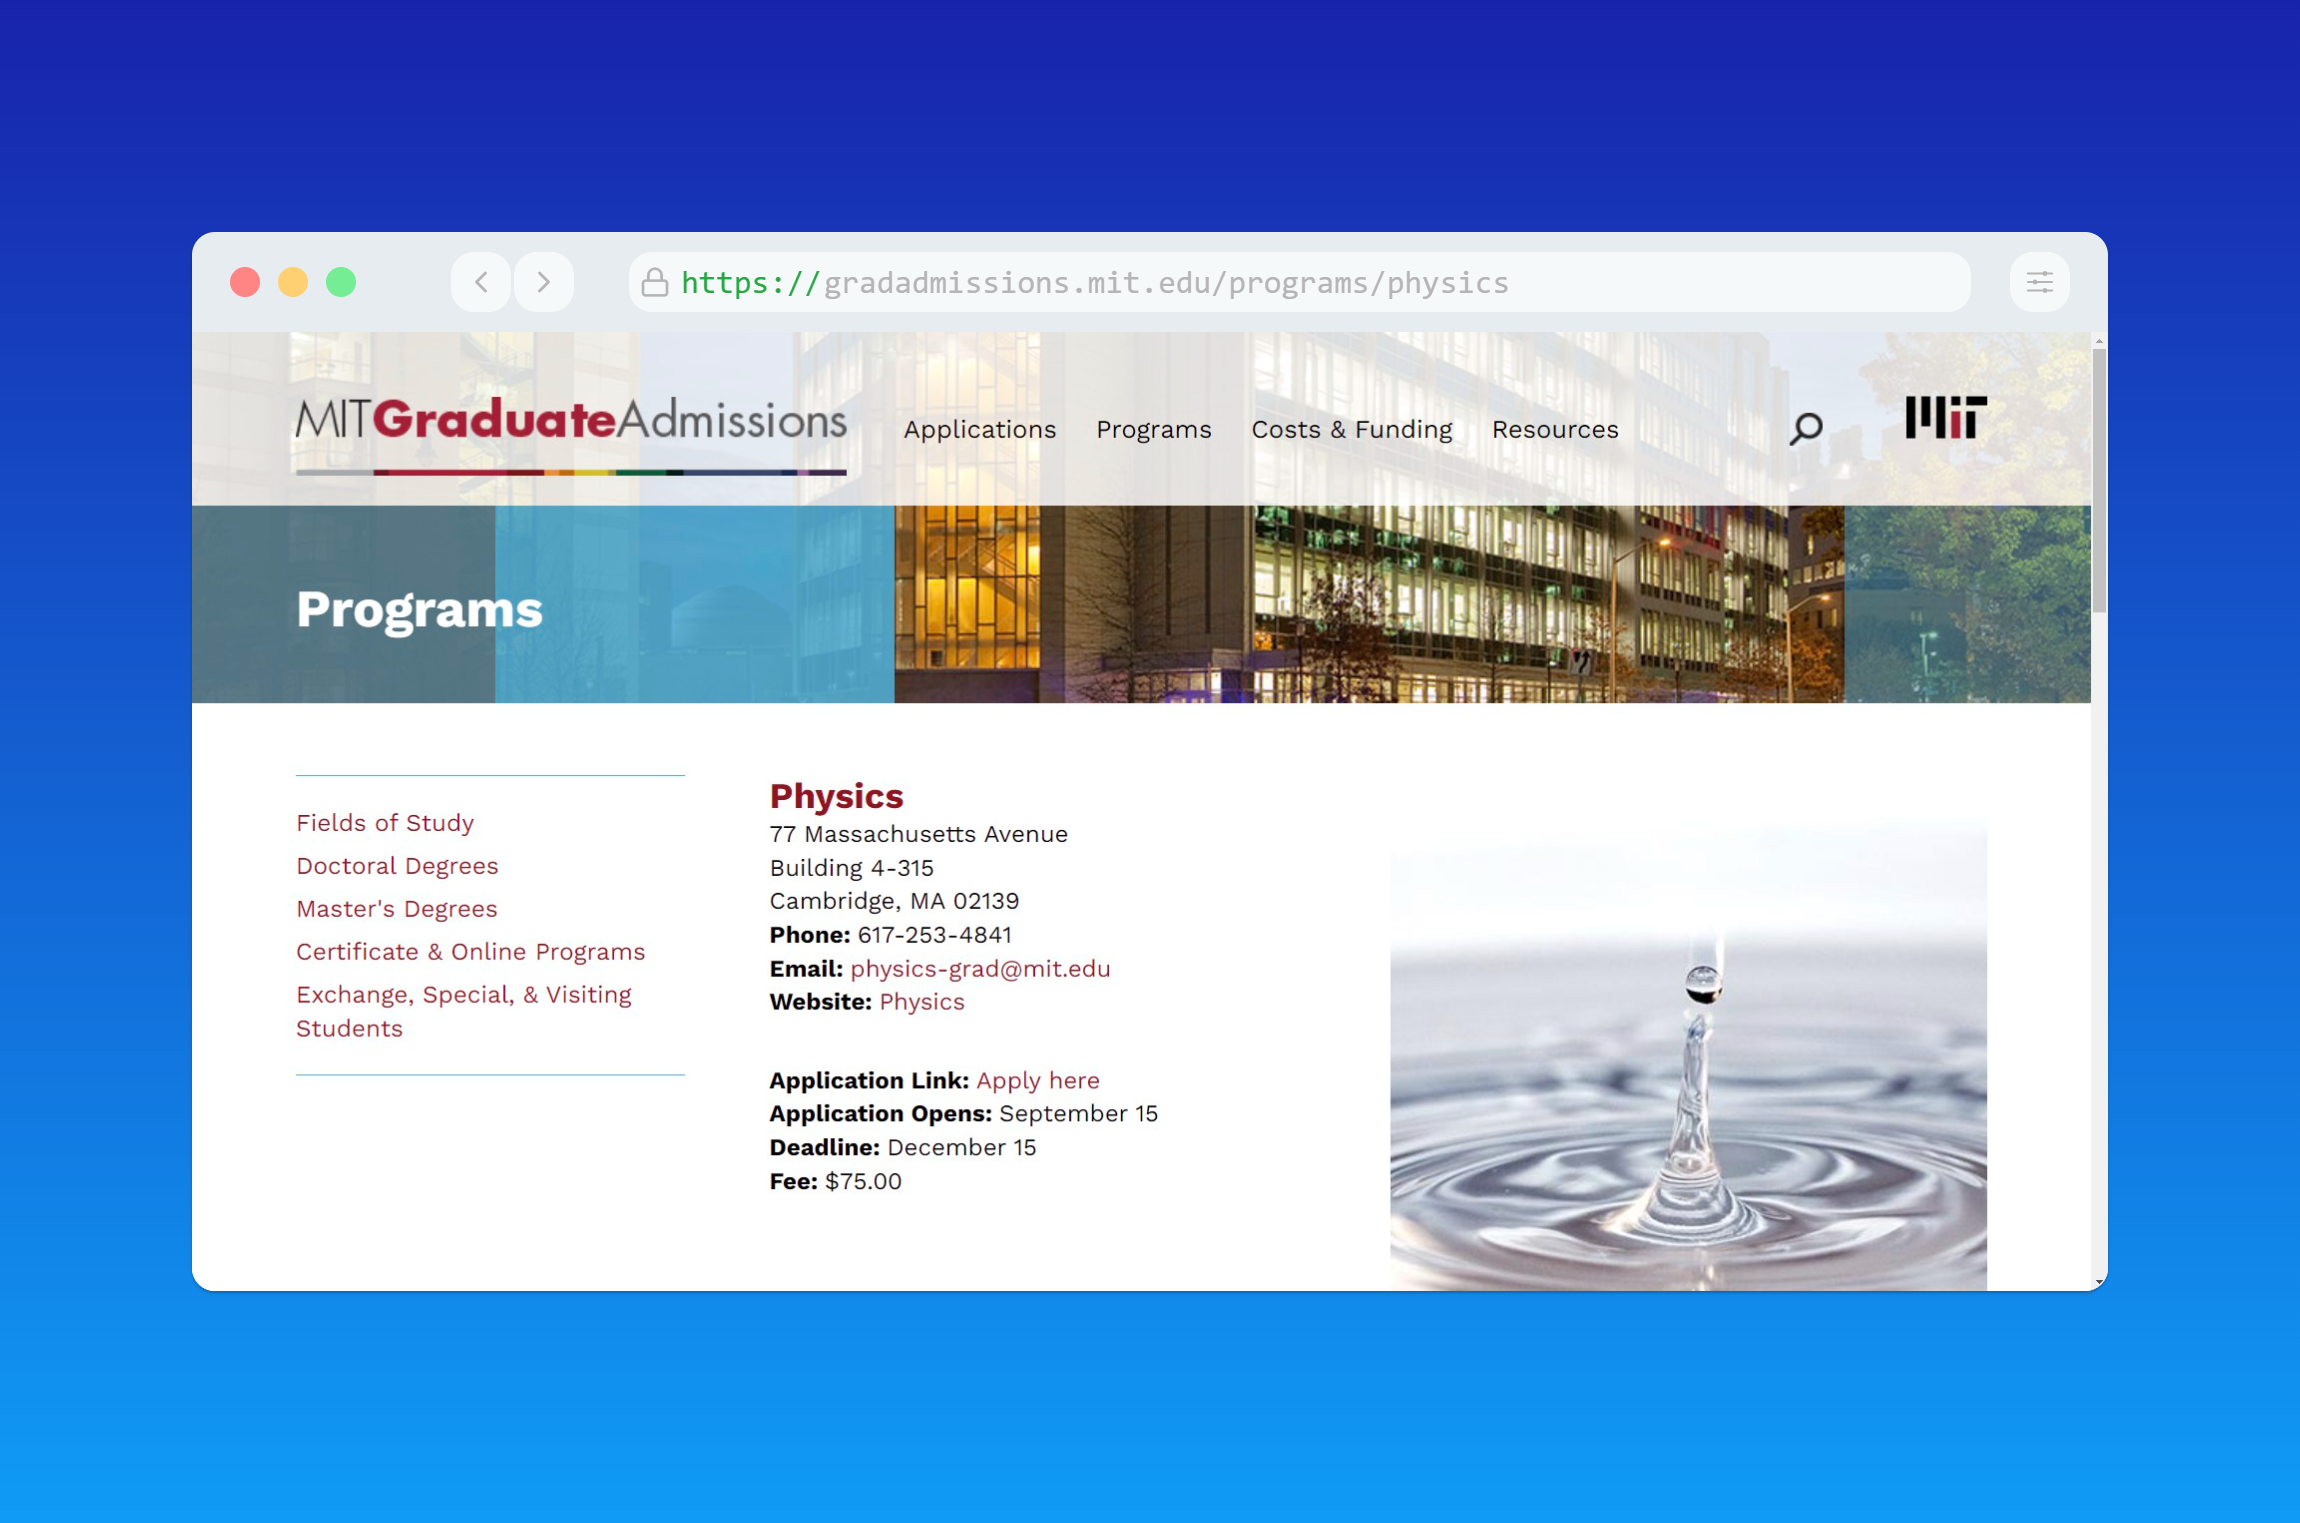 https://gradadmissions.mit.edu/programs/physics
MITGraduateAdmissions
Applications
Programs
Costs & Funding
Resources
MIT
Programs
Fields of Study
Doctoral Degrees
Master's Degrees
Certificate & Online Programs
Exchange, Special, & Visiting
Students
Physics
77 Massachusetts Avenue
Building 4-315
Cambridge, MA 02139
Phone: 617-253-4841
Email: physics-grad@mit.edu
Website: Physics
Application Link: Apply here
Application Opens: September 15
Deadline: December 15
Fee: $75.00